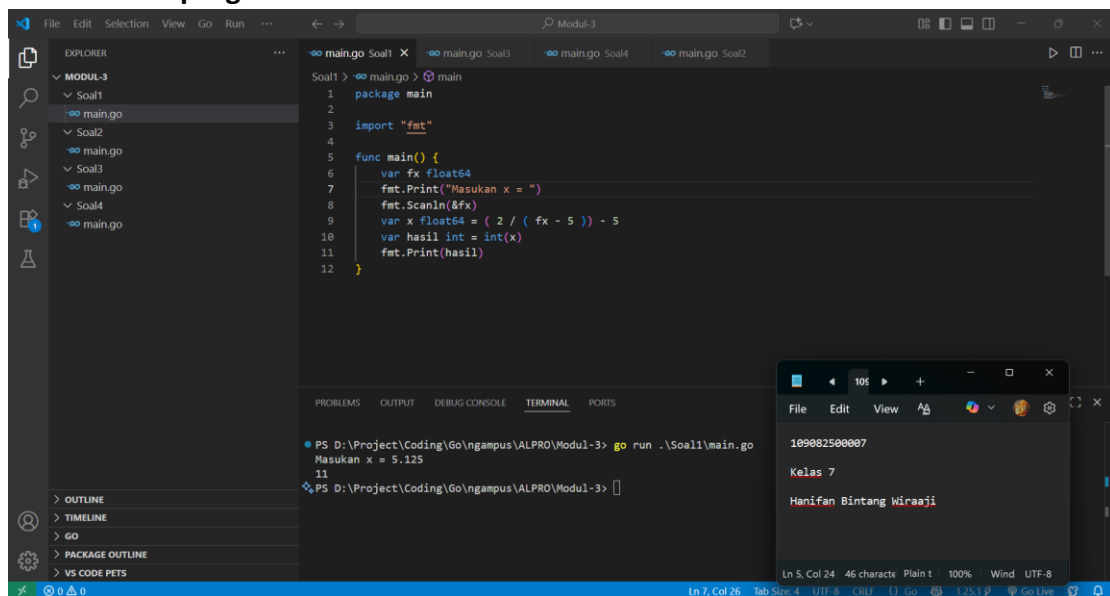 File Edit Selection View Go Run ··· Modul-3
EXPLORER ···
MODUL-3
Soal1
main.go
Soal2
main.go
Soal3
main.go
Soal4
main.go
OUTLINE
TIMELINE
GO
PACKAGE OUTLINE
VS CODE PETS
main.go Soal1 main.go Soal3 main.go Soal4 main.go Soal2
Soal1 > main.go > main
1 package main
2
3 import "fmt"
4
5 func main() {
6 var fx float64
7 fmt.Print("Masukan x = ")
8 fmt.Scanln(&fx)
9 var x float64 = ( 2 / ( fx - 5 )) - 5
10 var hasil int = int(x)
11 fmt.Print(hasil)
12 }
PROBLEMS OUTPUT DEBUG CONSOLE TERMINAL PORTS
PS D:\Project\Coding\Go\ngampus\ALPRO\Modul-3> go run .\Soal1\main.go
Masukan x = 5.125
11
PS D:\Project\Coding\Go\ngampus\ALPRO\Modul-3>
109
File Edit View
109082500007
Kelas 7
Hanifan Bintang Wiraaji
Ln 5, Col 24 46 characte Plain t 100% Wind UTF-8
0 0 Ln 7, Col 26 Tab Size: 4 UTF-8 CRLF {} Go 1.25.1 Go Live